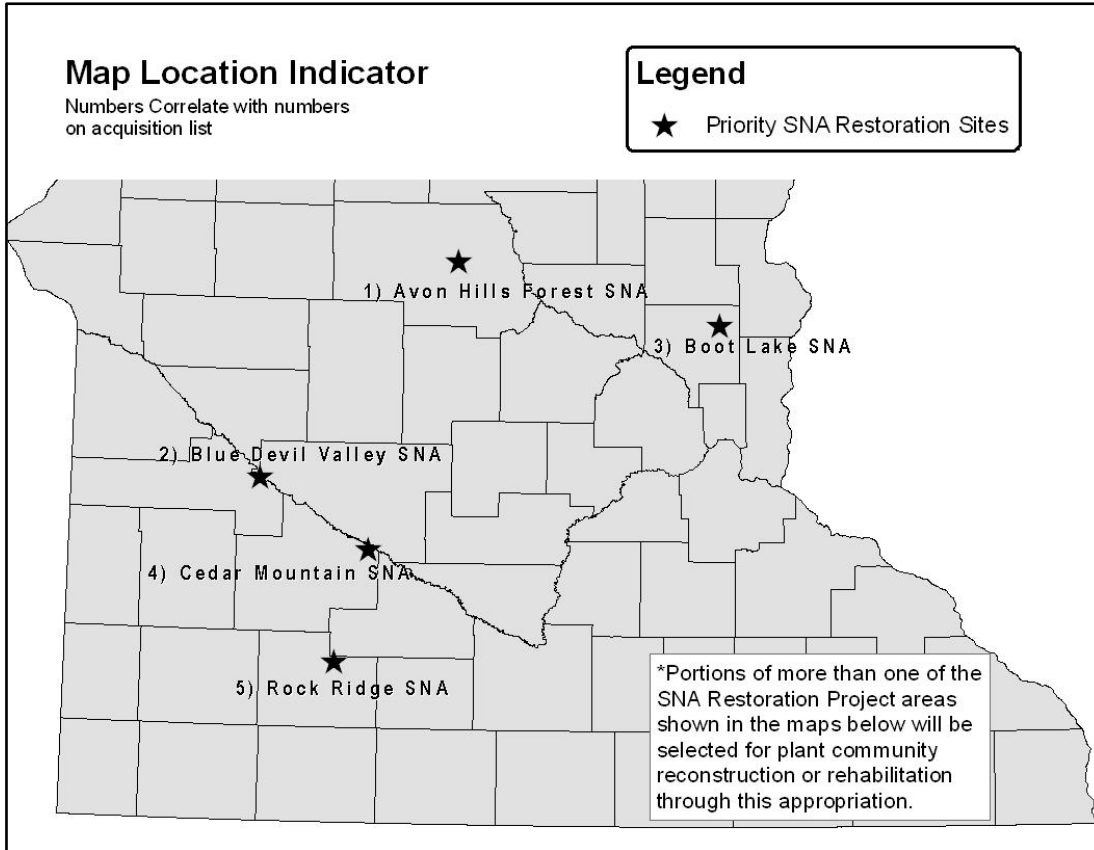 Map Location Indicator
Numbers Correlate with numbers
on acquisition list
Legend
Priority SNA Restoration Sites
1) Avon Hills Forest SNA
3) Boot Lake SNA
2) Blue Devil Valley SNA
4) Cedar Mountain SNA
5) Rock Ridge SNA
*Portions of more than one of the
SNA Restoration Project areas
shown in the maps below will be
selected for plant community
reconstruction or rehabilitation
through this appropriation.